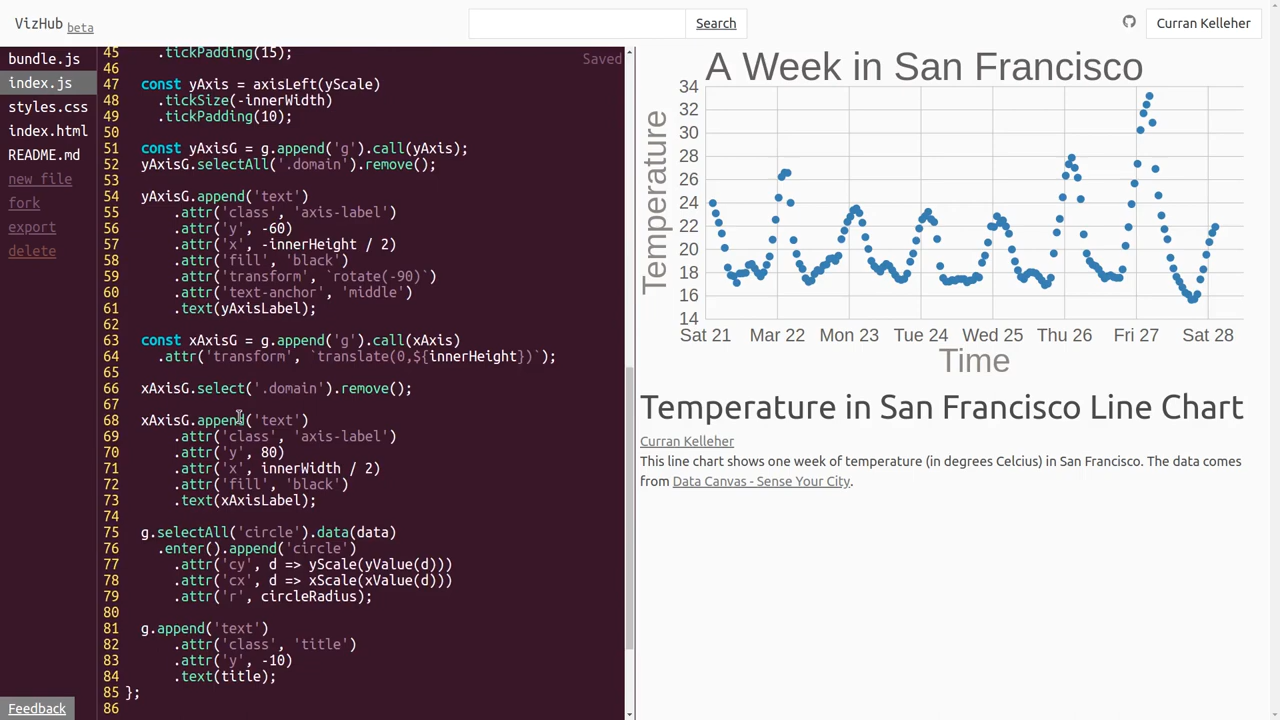 VizHub beta
Search
Curran Kelleher
bundle.js
index.js
styles.css
index.html
README.md
new file
fork
export
delete
Feedback
Saved
45 .tickPadding(15);
46
47 const yAxis = axisLeft(yScale)
48 .tickSize(-innerWidth)
49 .tickPadding(10);
50
51 const yAxisG = g.append('g').call(yAxis);
52 yAxisG.selectAll('.domain').remove();
53
54 yAxisG.append('text')
55 .attr('class', 'axis-label')
56 .attr('y', -60)
57 .attr('x', -innerHeight / 2)
58 .attr('fill', 'black')
59 .attr('transform', `rotate(-90)`)
60 .attr('text-anchor', 'middle')
61 .text(yAxisLabel);
62
63 const xAxisG = g.append('g').call(xAxis)
64 .attr('transform', `translate(0,${innerHeight})`);
65
66 xAxisG.select('.domain').remove();
67
68 xAxisG.append('text')
69 .attr('class', 'axis-label')
70 .attr('y', 80)
71 .attr('x', innerWidth / 2)
72 .attr('fill', 'black')
73 .text(xAxisLabel);
74
75 g.selectAll('circle').data(data)
76 .enter().append('circle')
77 .attr('cy', d => yScale(yValue(d)))
78 .attr('cx', d => xScale(xValue(d)))
79 .attr('r', circleRadius);
80
81 g.append('text')
82 .attr('class', 'title')
83 .attr('y', -10)
84 .text(title);
85 };
86
A Week in San Francisco
Temperature
34
32
30
28
26
24
22
20
18
16
14
Sat 21 Mar 22 Mon 23 Tue 24 Wed 25 Thu 26 Fri 27 Sat 28
Time
Temperature in San Francisco Line Chart
Curran Kelleher
This line chart shows one week of temperature (in degrees Celcius) in San Francisco. The data comes
from Data Canvas - Sense Your City.